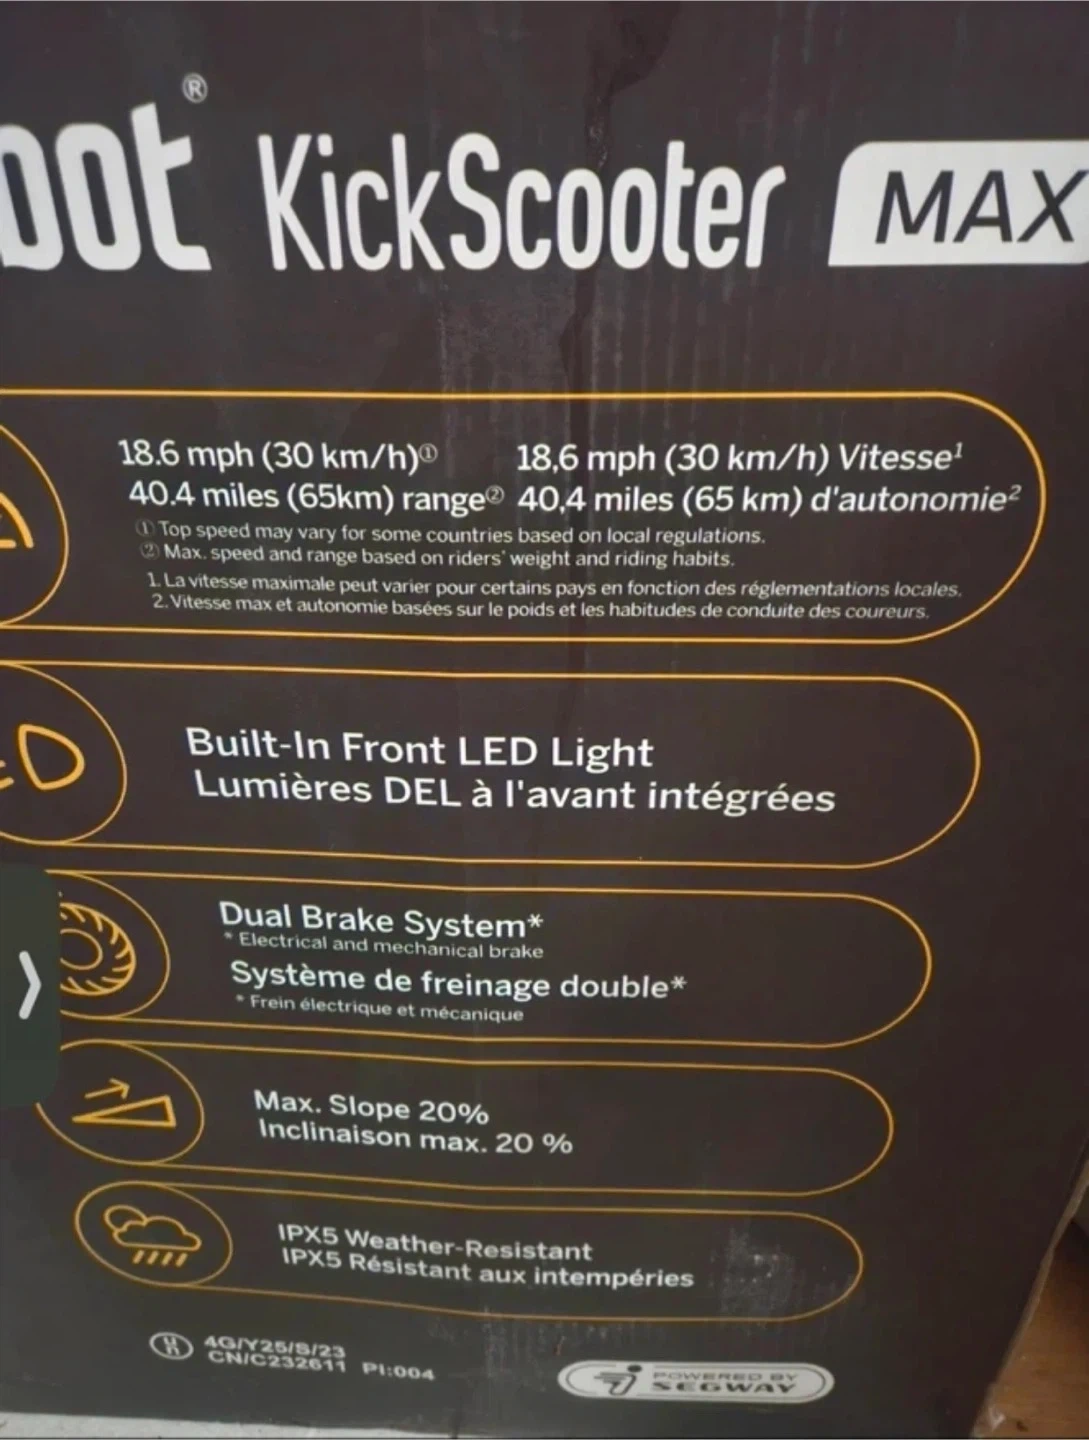 bot® KickScooter MAX
18.6 mph (30 km/h)① 18,6 mph (30 km/h) Vitesse¹
40.4 miles (65km) range② 40,4 miles (65 km) d'autonomie²
① Top speed may vary for some countries based on local regulations.
② Max. speed and range based on riders' weight and riding habits.
1. La vitesse maximale peut varier pour certains pays en fonction des réglementations locales.
2. Vitesse max et autonomie basées sur le poids et les habitudes de conduite des coureurs.
Built-In Front LED Light
Lumières DEL à l'avant intégrées
Dual Brake System*
* Electrical and mechanical brake
Système de freinage double*
* Frein électrique et mécanique
Max. Slope 20%
Inclinaison max. 20 %
IPX5 Weather-Resistant
IPX5 Résistant aux intempéries
4G/Y25/S/23
CN/C232611 PI:004
POWERED BY
SEGWAY